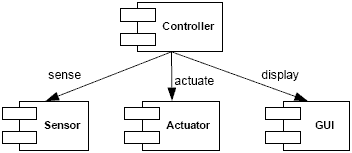 Controller
sense
actuate
display
Sensor
Actuator
GUI